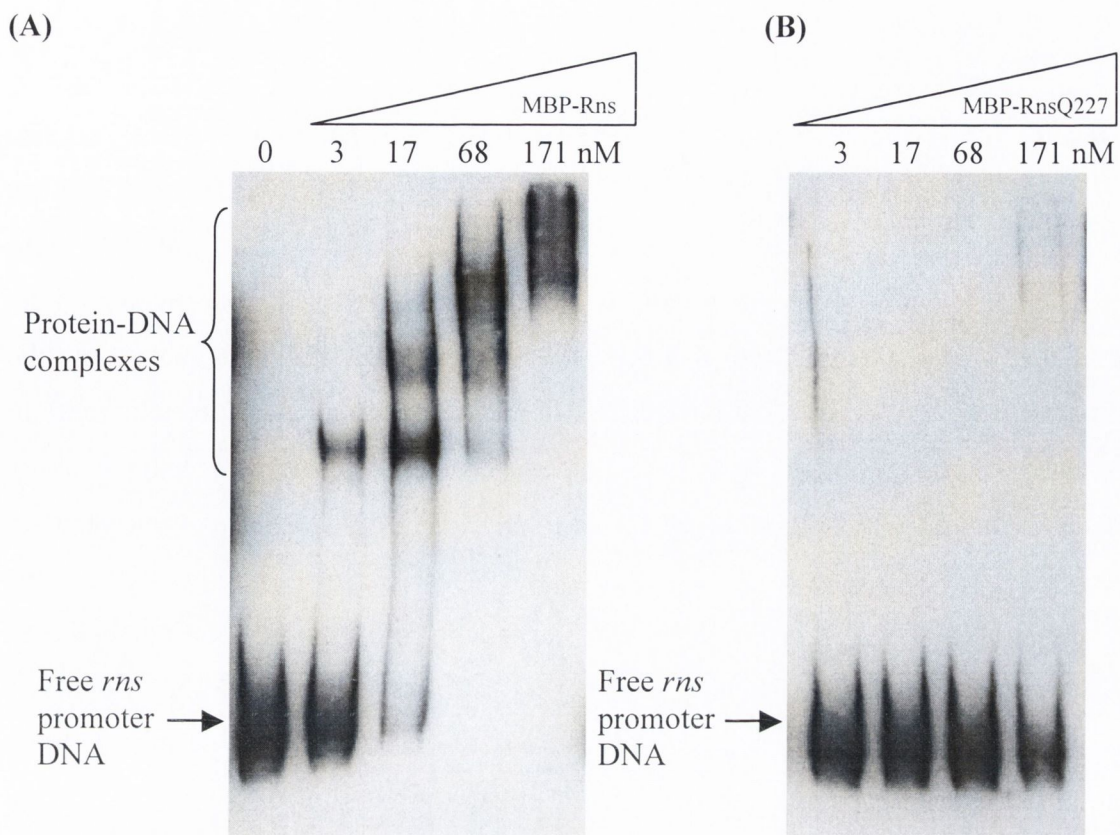 (A)
MBP-Rns
0 3 17 68 171 nM
Protein-DNA
complexes
Free rns
promoter
DNA
(B)
MBP-RnsQ227
3 17 68 171 nM
Free rns
promoter
DNA